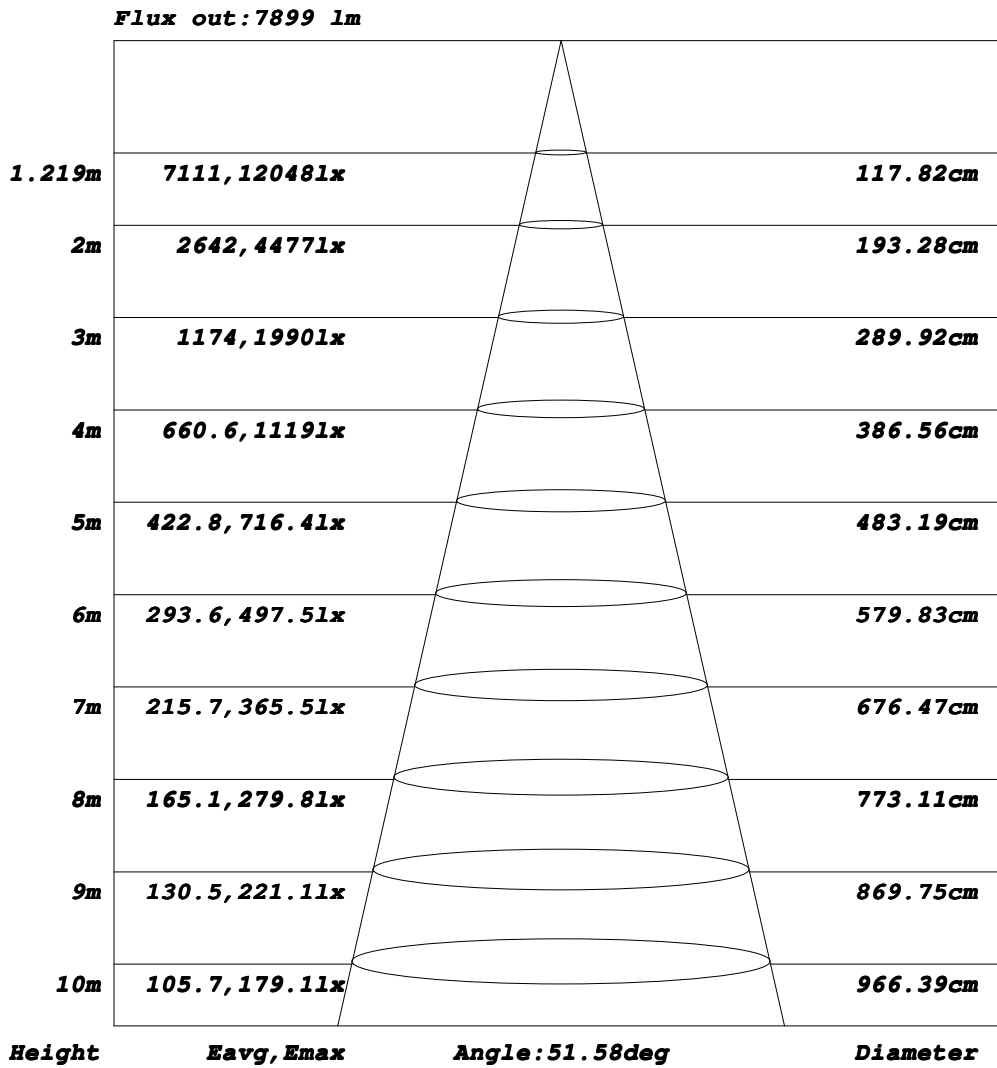 Flux out:7899 lm
1.219m 7111,12048lx 117.82cm
2m 2642,4477lx 193.28cm
3m 1174,1990lx 289.92cm
4m 660.6,1119lx 386.56cm
5m 422.8,716.4lx 483.19cm
6m 293.6,497.5lx 579.83cm
7m 215.7,365.5lx 676.47cm
8m 165.1,279.8lx 773.11cm
9m 130.5,221.1lx 869.75cm
10m 105.7,179.1lx 966.39cm
Height Eavg,Emax Angle:51.58deg Diameter